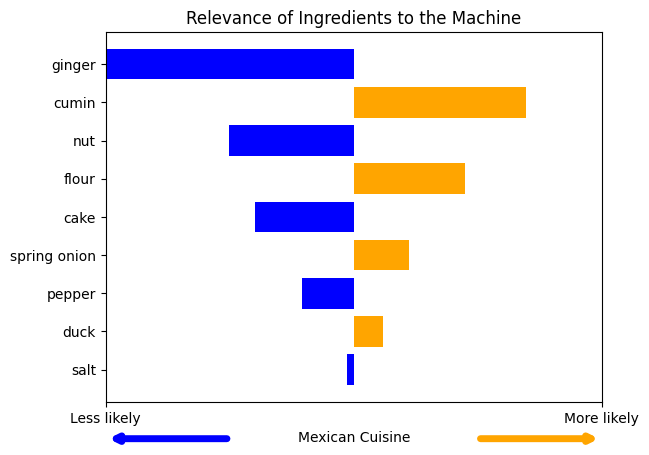 Relevance of Ingredients to the Machine
ginger
cumin
nut
flour
cake
spring onion
pepper
duck
salt
Less likely
More likely
Mexican Cuisine